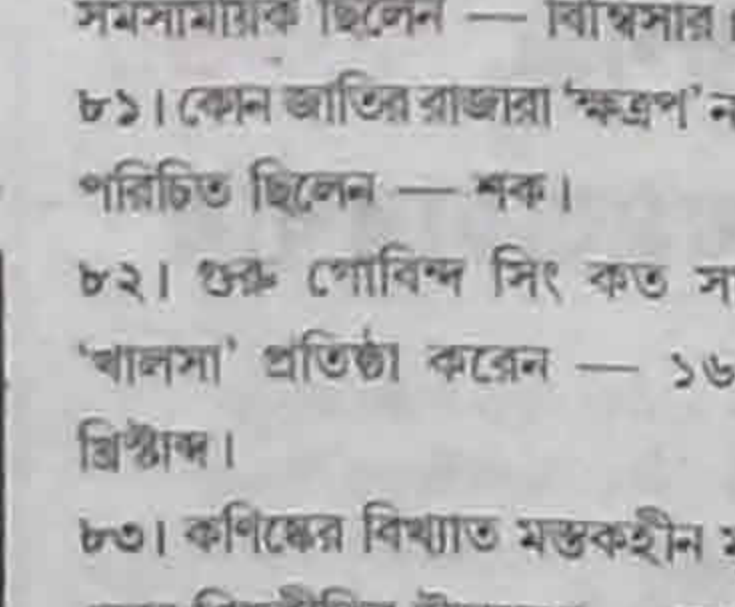 সমসাময়িক ছিলেন — বিম্বিসার।
৮১। কোন জাতির রাজারা ‘ক্ষত্রপ’
পরিচিত ছিলেন — শক।
৮২। গুরু গোবিন্দ সিং কত
‘খালসা’ প্রতিষ্ঠা করেন — ১৬
খ্রিস্টাব্দ।
৮৩। কণিষ্কের বিখ্যাত মস্তকহীন